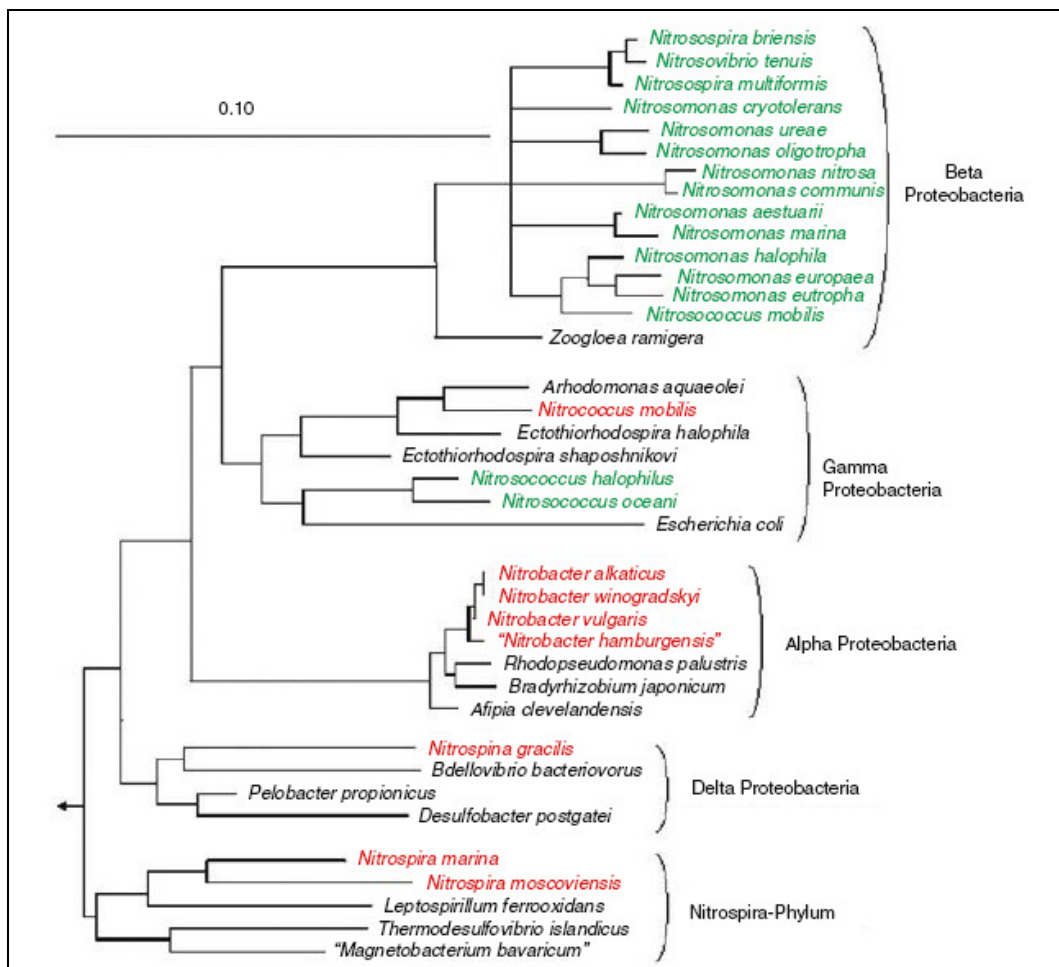 0.10
Nitrosospira briensis
Nitrosovibrio tenuis
Nitrosospira multiformis
Nitrosomonas cryotolerans
Nitrosomonas ureae
Nitrosomonas oligotropha
Nitrosomonas nitrosa
Nitrosomonas communis
Nitrosomonas aestuarii
Nitrosomonas marina
Nitrosomonas halophila
Nitrosomonas europaea
Nitrosomonas eutropha
Nitrosococcus mobilis
Zoogloea ramigera
Beta
Proteobacteria
Arhodomonas aquaeolei
Nitrococcus mobilis
Ectothiorhodospira halophila
Ectothiorhodospira shaposhnikovi
Nitrosococcus halophilus
Nitrosococcus oceani
Escherichia coli
Gamma
Proteobacteria
Nitrobacter alkaticus
Nitrobacter winogradskyi
Nitrobacter vulgaris
"Nitrobacter hamburgensis"
Rhodopseudomonas palustris
Bradyrhizobium japonicum
Afipia clevelandensis
Alpha Proteobacteria
Nitrospina gracilis
Bdellovibrio bacteriovorus
Pelobacter propionicus
Desulfobacter postgatei
Delta Proteobacteria
Nitrospira marina
Nitrospira moscoviensis
Leptospirillum ferrooxidans
Thermodesulfovibrio islandicus
"Magnetobacterium bavaricum"
Nitrospira-Phylum